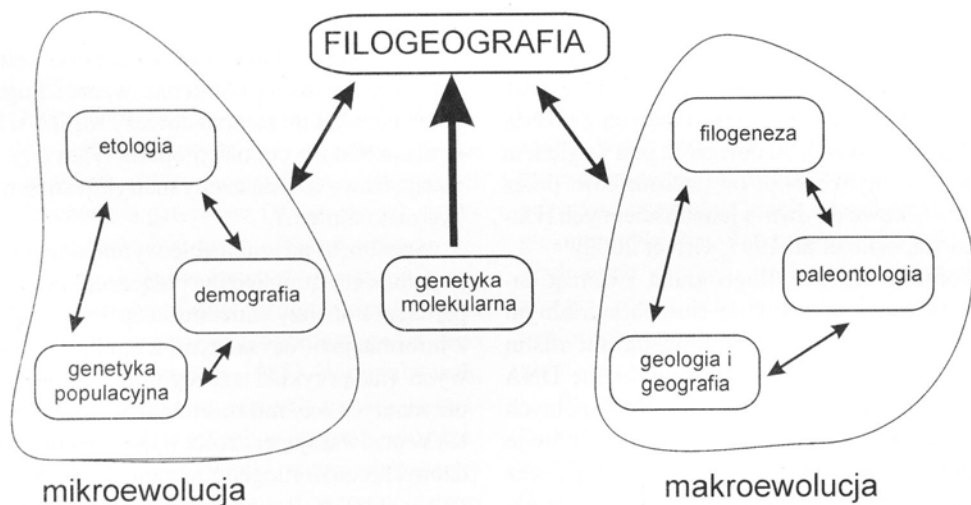 FILOGEOGRAFIA
etologia
filogeneza
demografia
genetyka
molekularna
paleontologia
genetyka
populacyjna
geologia i
geografia
mikroewolucja
makroewolucja